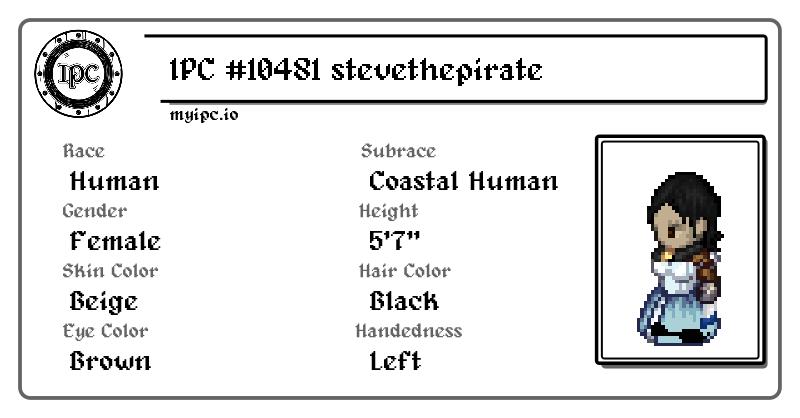 IPC
IPC #10481 stevethepirate
myipc.io
Race
Human
Subrace
Coastal Human
Gender
Female
Height
5'7"
Skin Color
Beige
Hair Color
Black
Eye Color
Brown
Handedness
Left